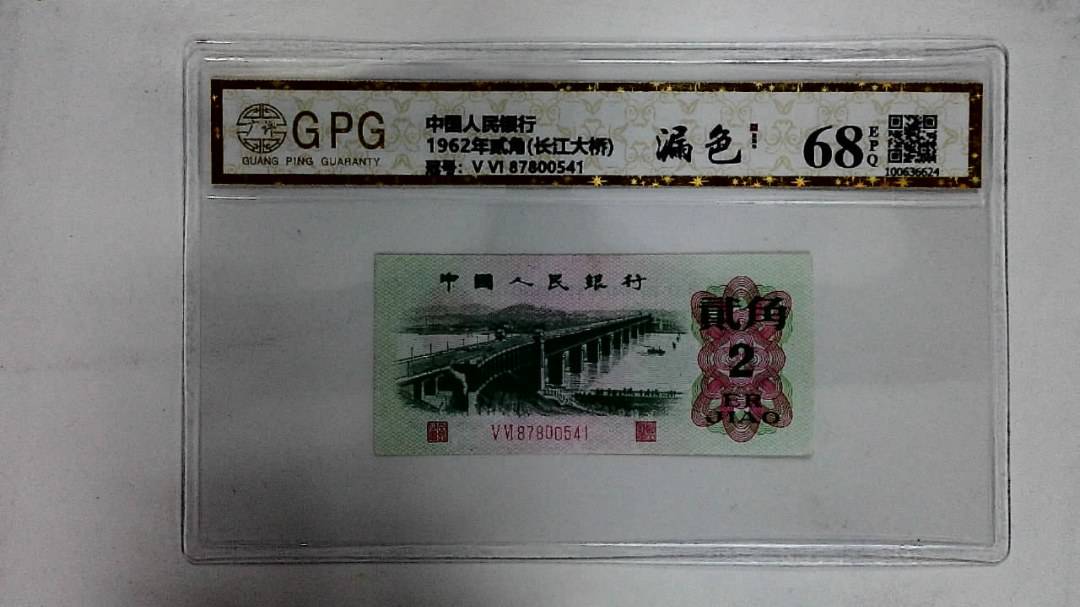 GPG
GUANG PING GUARANTY
中国人民银行
1962年贰角(长江大桥)
票号: V VI 87800541
漏色
68
EPQ
100636624
中國人民銀行
貳角
2
ER
JIAO
V VI 87800541